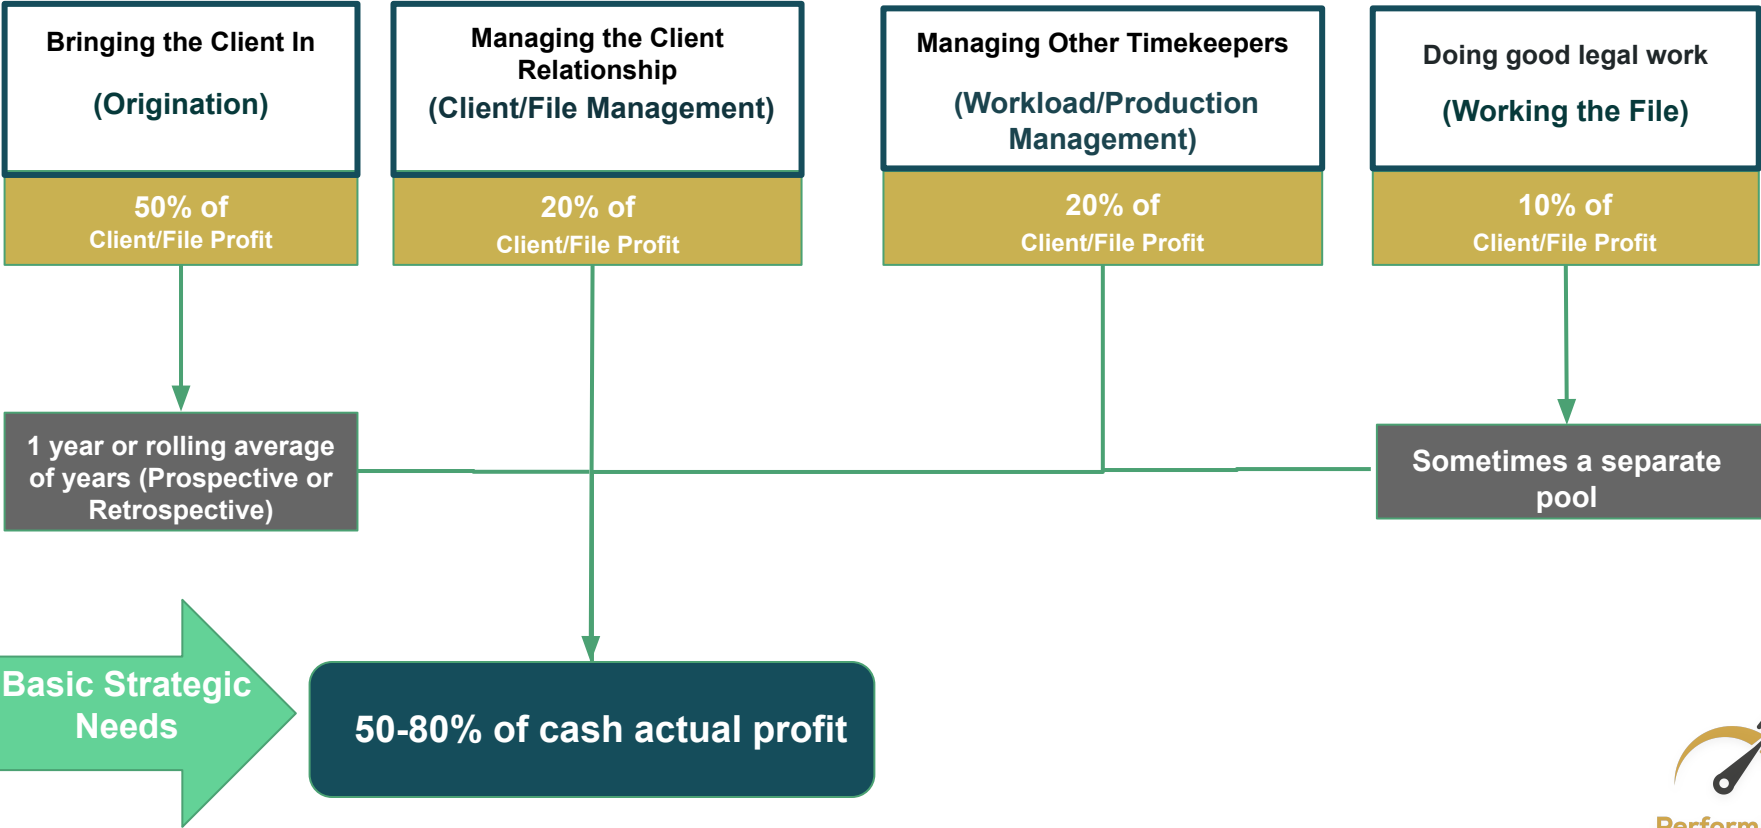 Bringing the Client In
(Origination)
50% of
Client/File Profit
Managing the Client
Relationship
(Client/File Management)
20% of
Client/File Profit
Managing Other Timekeepers
(Workload/Production
Management)
20% of
Client/File Profit
Doing good legal work
(Working the File)
10% of
Client/File Profit
1 year or rolling average
of years (Prospective or
Retrospective)
Sometimes a separate
pool
Basic Strategic
Needs
50-80% of cash actual profit